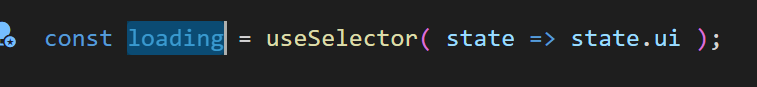 const loading = useSelector( state => state.ui );